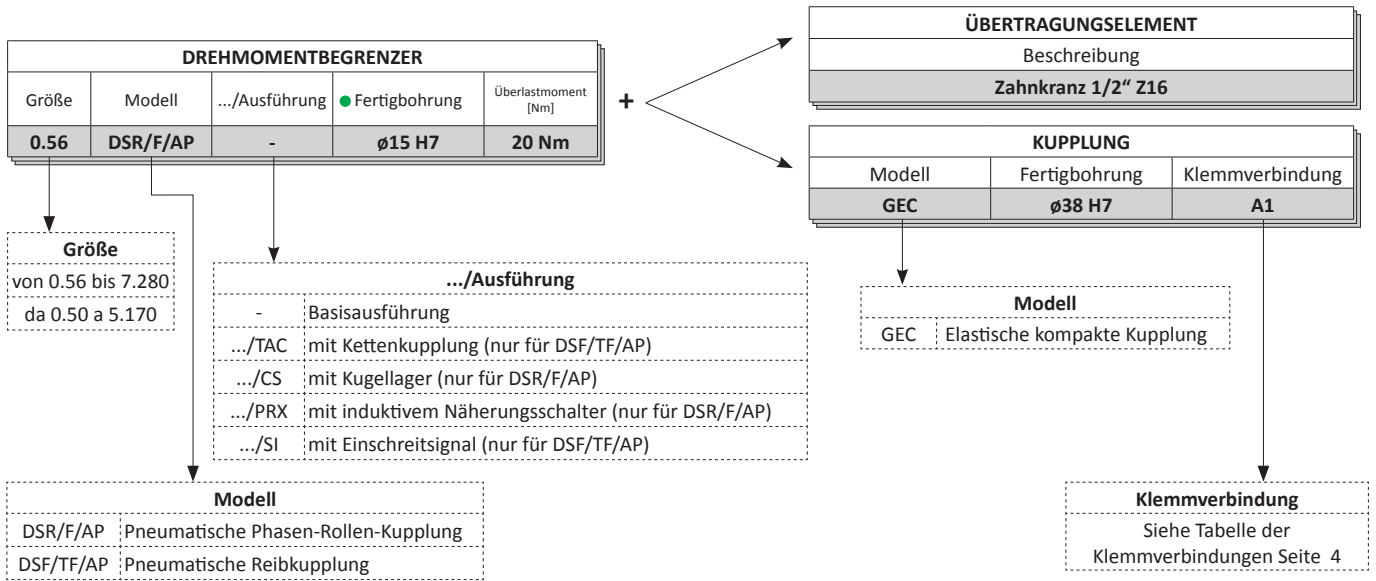 DREHMOMENTBEGRENZER
Größe Modell .../Ausführung Fertigbohrung Überlastmoment [Nm]
0.56 DSR/F/AP - ø15 H7 20 Nm
+
ÜBERTRAGUNGSELEMENT
Beschreibung
Zahnkranz 1/2“ Z16
KUPPLUNG
Modell Fertigbohrung Klemmverbindung
GEC ø38 H7 A1
Größe
von 0.56 bis 7.280
da 0.50 a 5.170
.../Ausführung
- Basisausführung
.../TAC mit Kettenkupplung (nur für DSF/TF/AP)
.../CS mit Kugellager (nur für DSR/F/AP)
.../PRX mit induktivem Näherungsschalter (nur für DSR/F/AP)
.../SI mit Einschreitsignal (nur für DSF/TF/AP)
Modell
GEC Elastische kompakte Kupplung
Modell
DSR/F/AP Pneumatische Phasen-Rollen-Kupplung
DSF/TF/AP Pneumatische Reibkupplung
Klemmverbindung
Siehe Tabelle der
Klemmverbindungen Seite 4